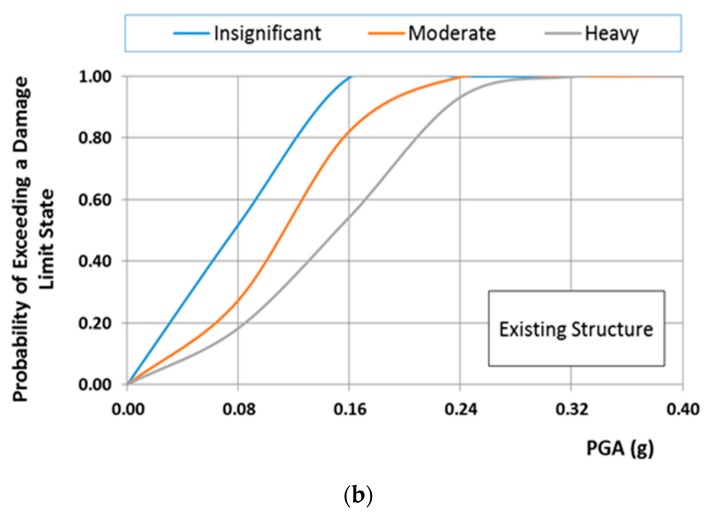 Insignificant Moderate Heavy
Probability of Exceeding a Damage
Limit State
1.00
0.80
0.60
0.40
0.20
0.00
Existing Structure
0.00 0.08 0.16 0.24 0.32 0.40
PGA (g)
(b)